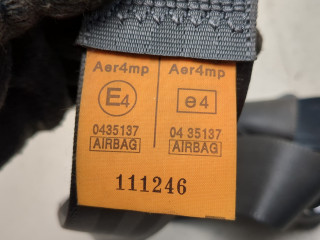 Aer4mp Aer4mp
E4 e4
0435137 04 35137
AIRBAG AIRBAG
111246